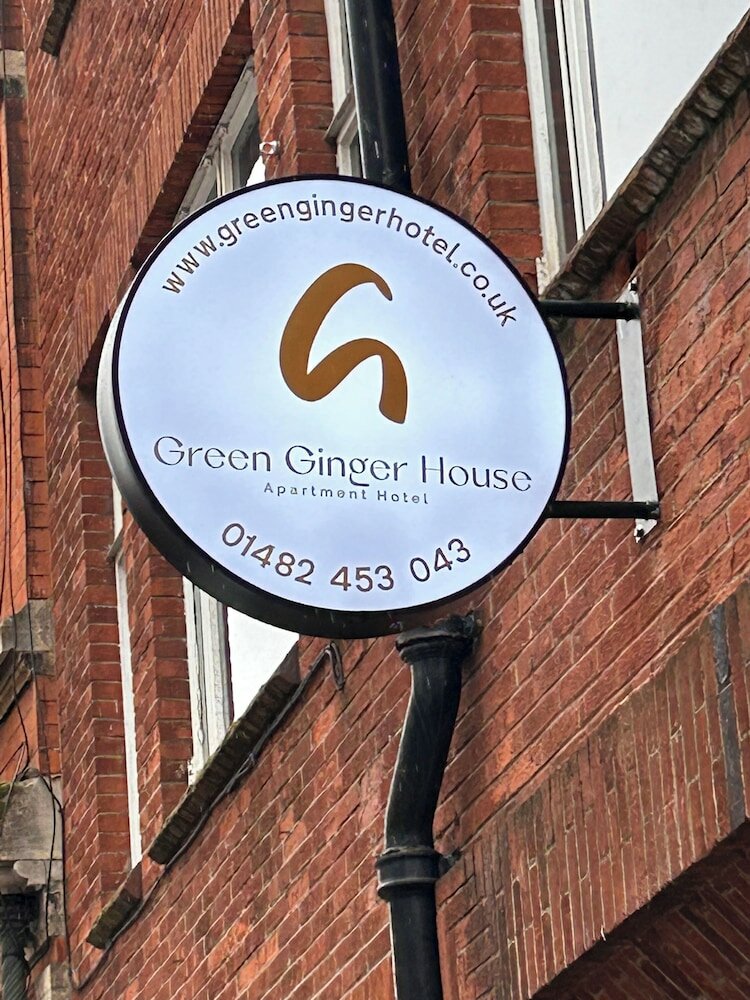 www.greengingerhotel.co.uk
Green Ginger House
Apartment Hotel
01482 453 043